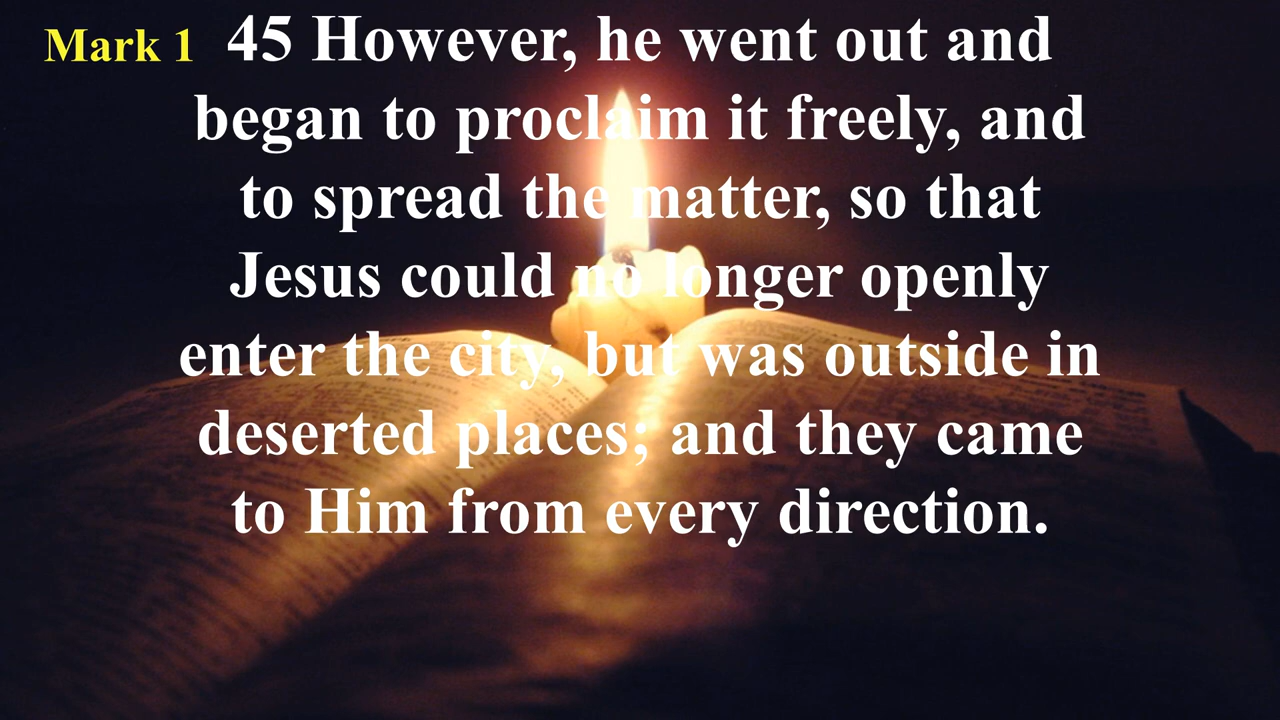 Mark 1 45 However, he went out and
began to proclaim it freely, and
to spread the matter, so that
Jesus could no longer openly
enter the city, but was outside in
deserted places; and they came
to Him from every direction.